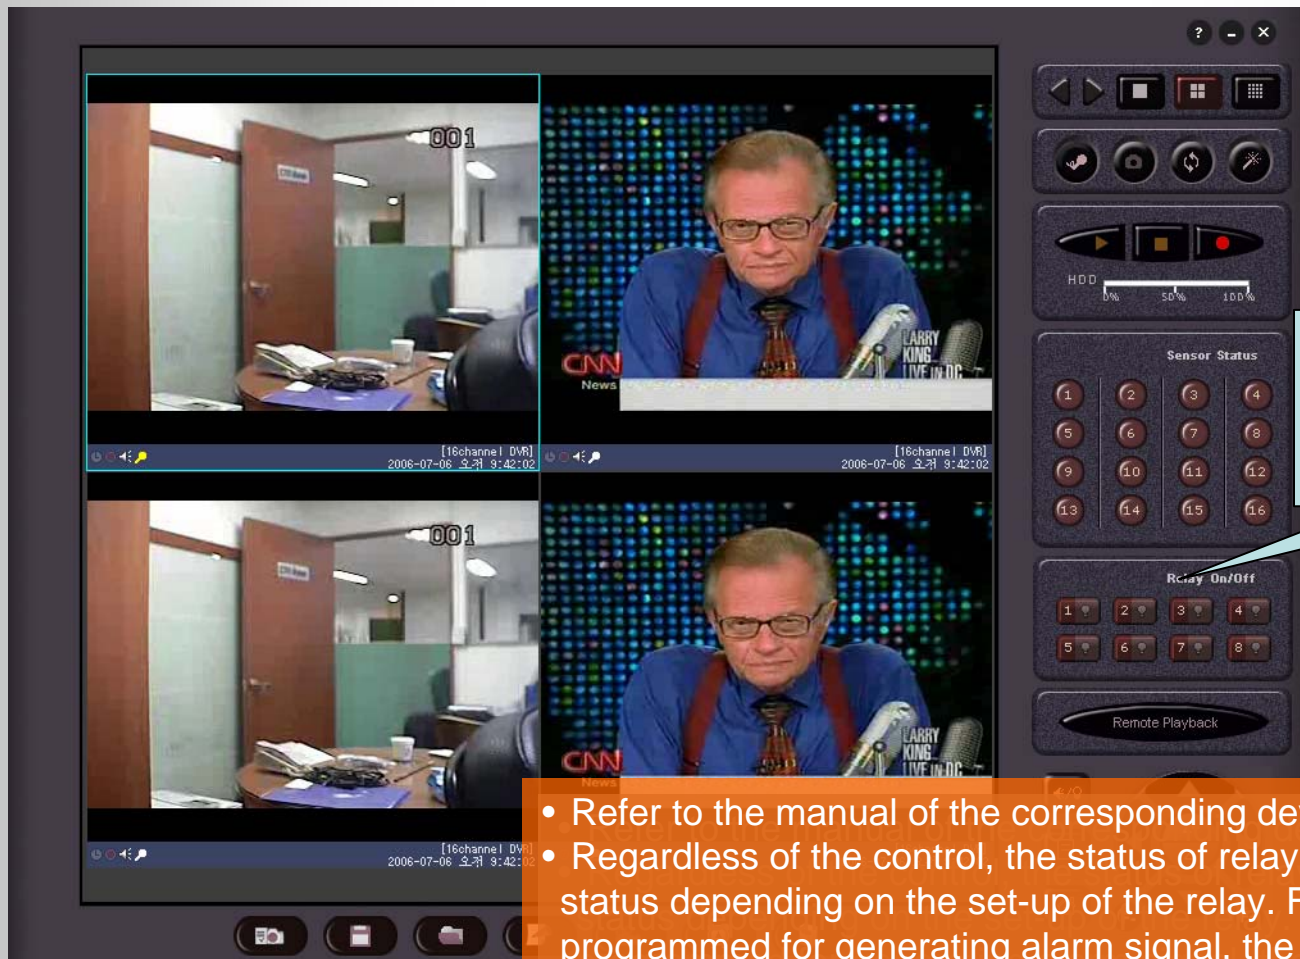 001
CNN
News
LARRY
KING
LIVE IN DC
[16channel DVR]
2006-07-06 오전 9:42:02
[16channel DVR]
2006-07-06 오전 9:42:02
001
CNN
News
LARRY
KING
LIVE IN DC
[16channel DVR]
2006-07-06 오전 9:42:02
?
HDD
0% 50% 100%
Sensor Status
1 2 3 4
5 6 7 8
9 10 11 12
13 14 15 16
Relay On/Off
1 2 3 4
5 6 7 8
Remote Playback
• Refer to the manual of the corresponding de
• Regardless of the control, the status of relay
status depending on the set-up of the relay.
programmed for generating alarm signal, the